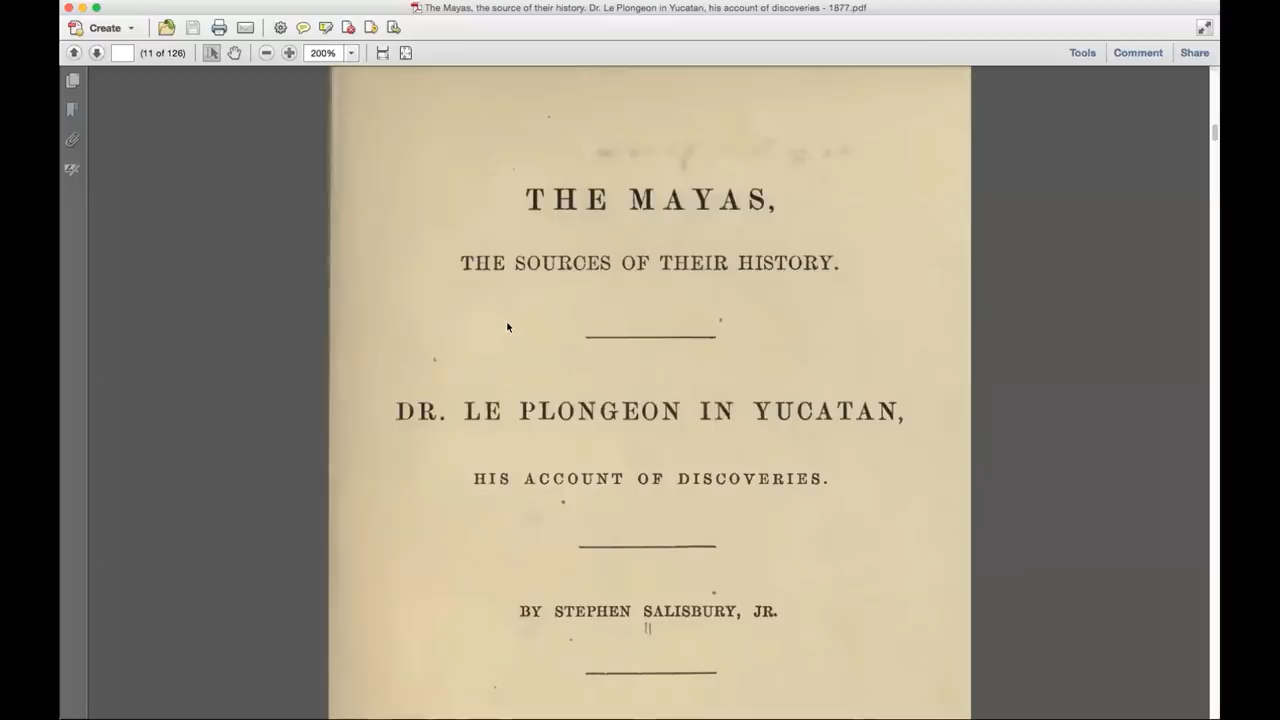 The Mayas, the source of their history. Dr. Le Plongeon in Yucatan, his account of discoveries - 1877.pdf
Create
(11 of 126) 200% Tools Comment Share
THE MAYAS,
THE SOURCES OF THEIR HISTORY.
DR. LE PLONGEON IN YUCATAN,
HIS ACCOUNT OF DISCOVERIES.
BY STEPHEN SALISBURY, JR.